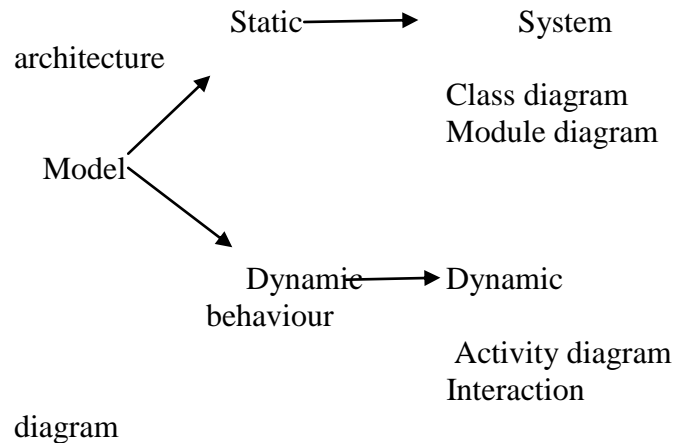 Static System
architecture
Class diagram
Module diagram
Model
Dynamic Dynamic
behaviour
Activity diagram
Interaction
diagram